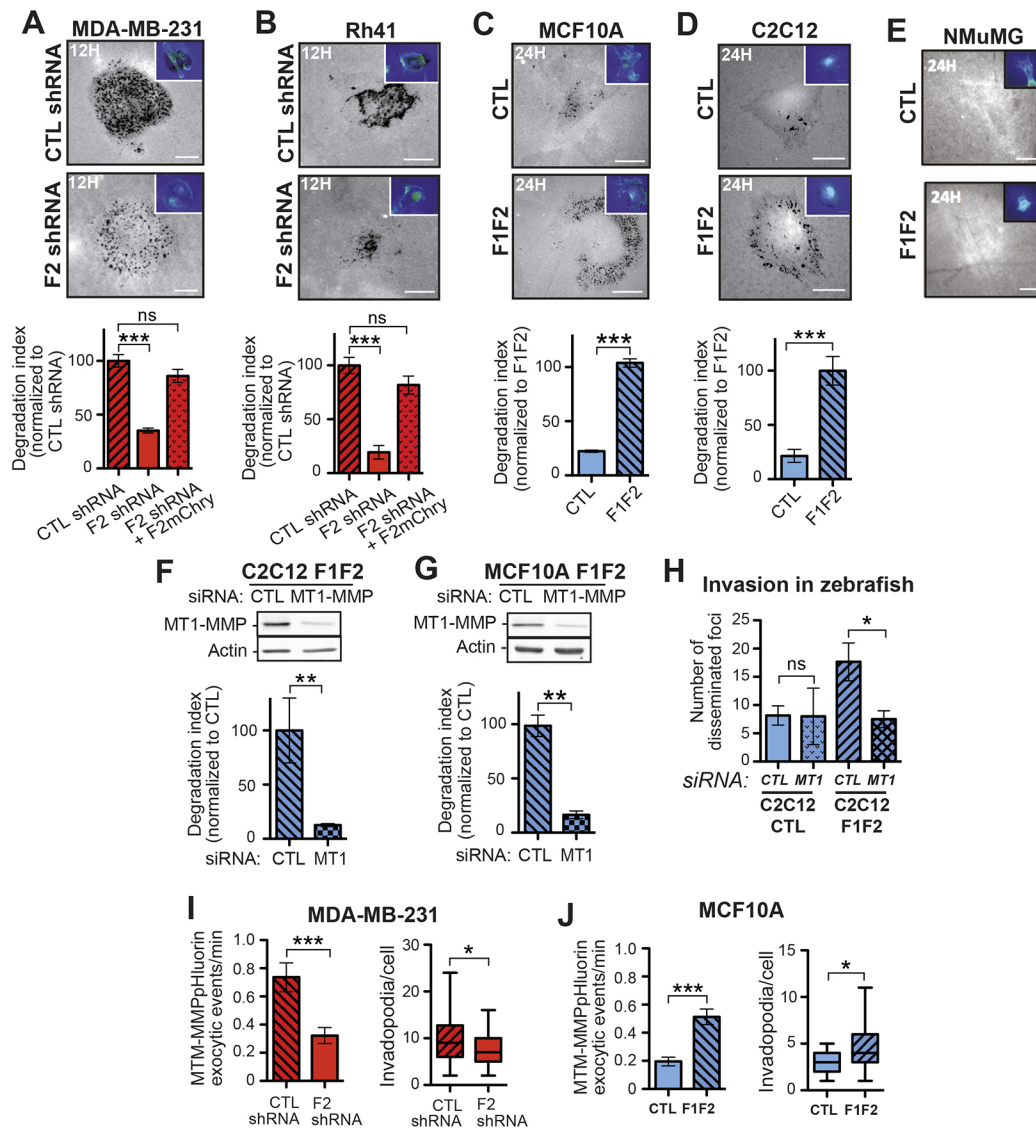 A
MDA-MB-231
CTL shRNA
12H
F2 shRNA
12H
Degradation index
(normalized to
CTL shRNA)
100
50
0
***
ns
CTL shRNA
F2 shRNA
F2 shRNA
+ F2mChry
B
Rh41
CTL shRNA
12H
F2 shRNA
12H
Degradation index
(normalized to
CTL shRNA)
100
50
0
***
ns
CTL shRNA
F2 shRNA
F2 shRNA
+ F2mChry
C
MCF10A
CTL
24H
F1F2
24H
Degradation index
(normalized to F1F2)
100
50
0
***
CTL
F1F2
D
C2C12
CTL
24H
F1F2
24H
Degradation index
(normalized to F1F2)
100
50
0
***
CTL
F1F2
E
NMuMG
CTL
24H
F1F2
24H
F
C2C12 F1F2
siRNA: CTL MT1-MMP
MT1-MMP
Actin
Degradation index
(normalized to CTL)
100
50
0
**
siRNA: CTL MT1
G
MCF10A F1F2
siRNA: CTL MT1-MMP
MT1-MMP
Actin
Degradation index
(normalized to CTL)
100
50
0
**
siRNA: CTL MT1
H
Invasion in zebrafish
Number of
disseminated foci
25
20
15
10
5
0
ns
*
siRNA: CTL MT1 CTL MT1
C2C12 C2C12
CTL F1F2
I
MDA-MB-231
MTM-MMPpHluorin
exocytic events/min
1.0
0.8
0.6
0.4
0.2
0
***
CTL
shRNA
F2
shRNA
Invadopodia/cell
30
20
10
0
*
CTL
shRNA
F2
shRNA
J
MCF10A
MTM-MMPpHluorin
exocytic events/min
1.0
0.8
0.6
0.4
0.2
0
***
CTL F1F2
Invadopodia/cell
15
10
5
0
*
CTL F1F2